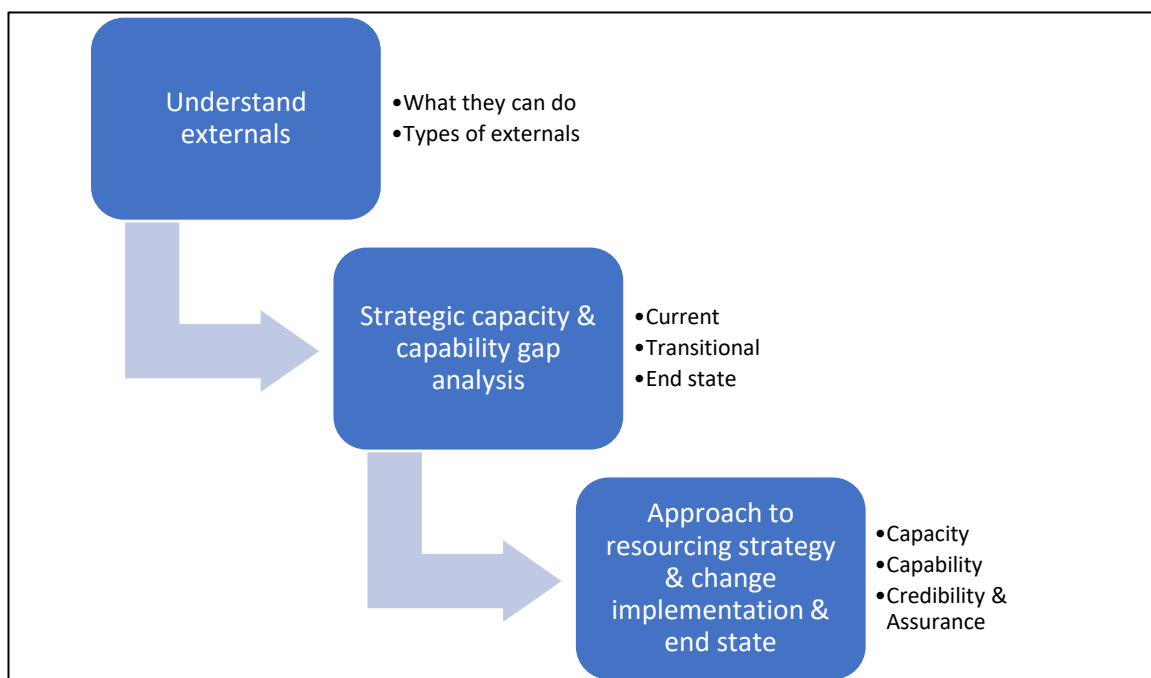 Understand
externals
•What they can do
•Types of externals
Strategic capacity &
capability gap
analysis
•Current
•Transitional
•End state
Approach to
resourcing strategy
& change
implementation &
end state
•Capacity
•Capability
•Credibility &
Assurance